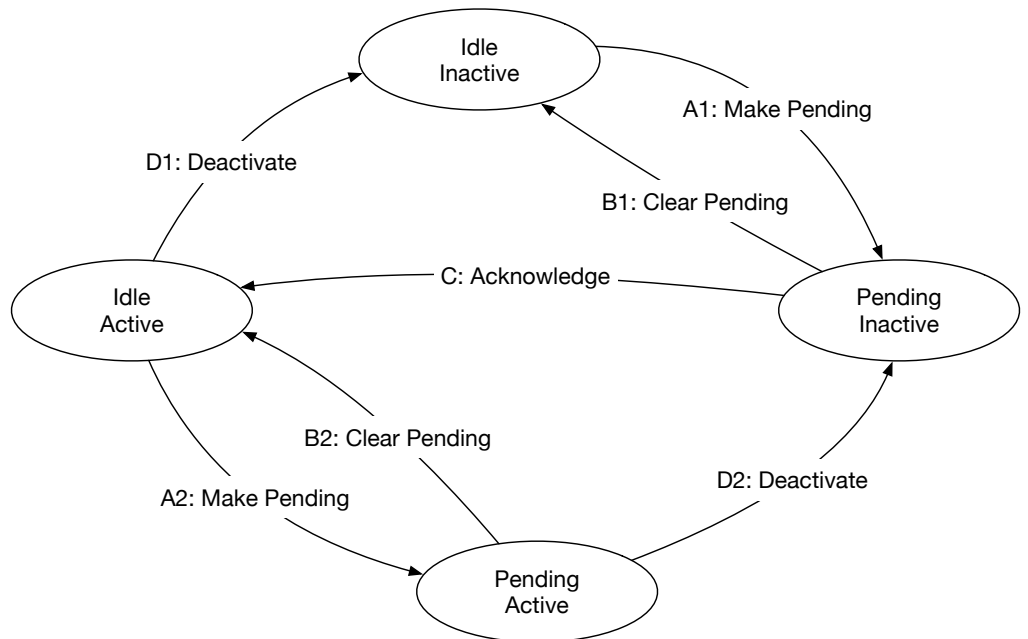 Idle
Inactive
A1: Make Pending
D1: Deactivate
B1: Clear Pending
C: Acknowledge
Idle
Active
Pending
Inactive
B2: Clear Pending
D2: Deactivate
A2: Make Pending
Pending
Active